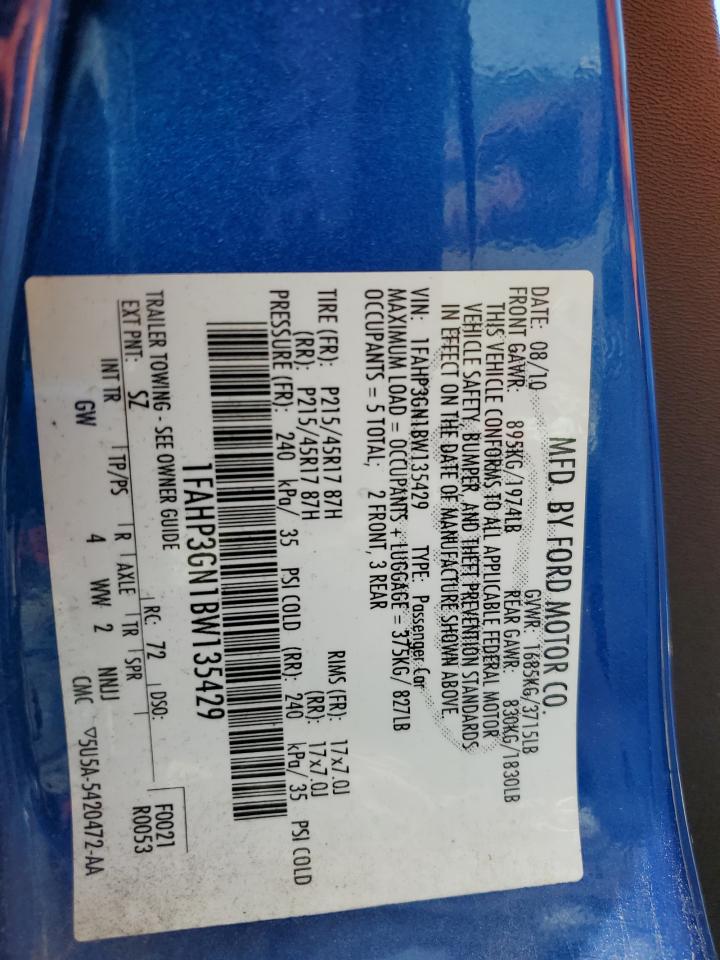 MFD. BY FORD MOTOR CO.
DATE: 08/10 GVWR: 1685KG/3715LB
FRONT GAWR: 895KG/1974LB REAR GAWR: 830KG/1830LB
THIS VEHICLE CONFORMS TO ALL APPLICABLE FEDERAL MOTOR
VEHICLE SAFETY, BUMPER, AND THEFT PREVENTION STANDARDS
IN EFFECT ON THE DATE OF MANUFACTURE SHOWN ABOVE.
VIN: 1FAHP3GN1BW135429 TYPE: Passenger Car
MAXIMUM LOAD = OCCUPANTS + LUGGAGE = 375KG/ 827LB
OCCUPANTS = 5 TOTAL; 2 FRONT, 3 REAR
TIRE (FR): P215/45R17 87H RIMS (FR): 17x7.0J
(RR): P215/45R17 87H (RR): 17x7.0J
PRESSURE (FR): 240 kPa/ 35 PSI COLD (RR): 240 kPa/ 35 PSI COLD
1FAHP3GN1BW135429
TRAILER TOWING - SEE OWNER GUIDE F0021
EXT PNT: SZ RC: 72 DSO: R0053
INT TR TP/PS R AXLE TR SPR
GW 4 WW 2 NNJJ
CMC ▽5U5A-5420472-AA